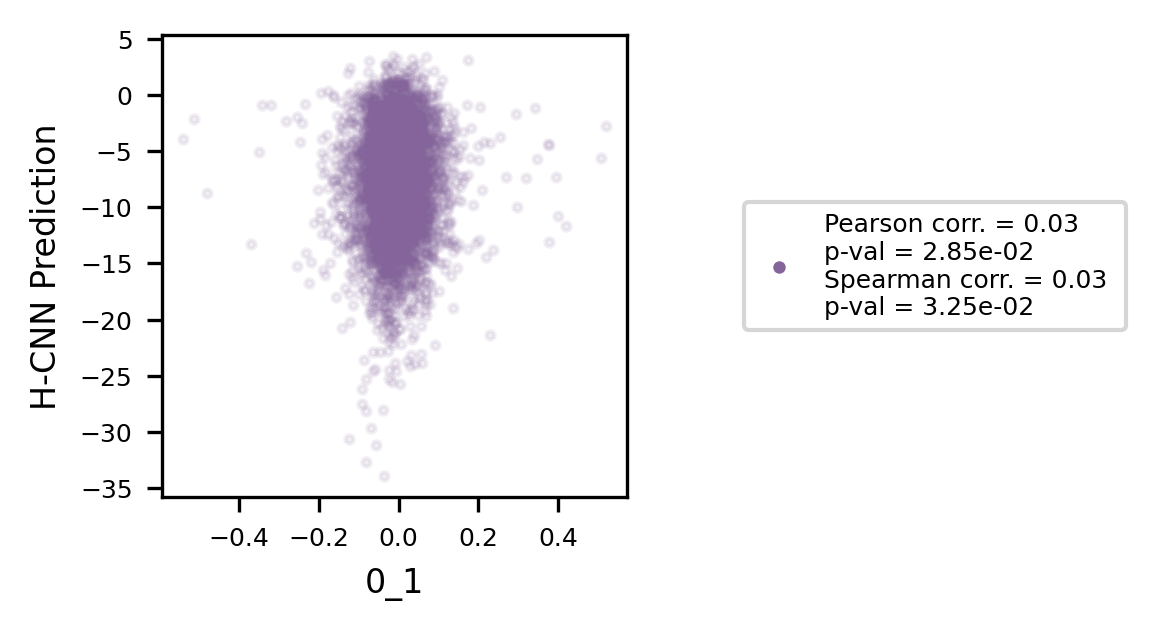 5
0
−5
−10
−15
−20
−25
−30
−35
H-CNN Prediction
−0.4 −0.2 0.0 0.2 0.4
0_1
Pearson corr. = 0.03
p-val = 2.85e-02
Spearman corr. = 0.03
p-val = 3.25e-02